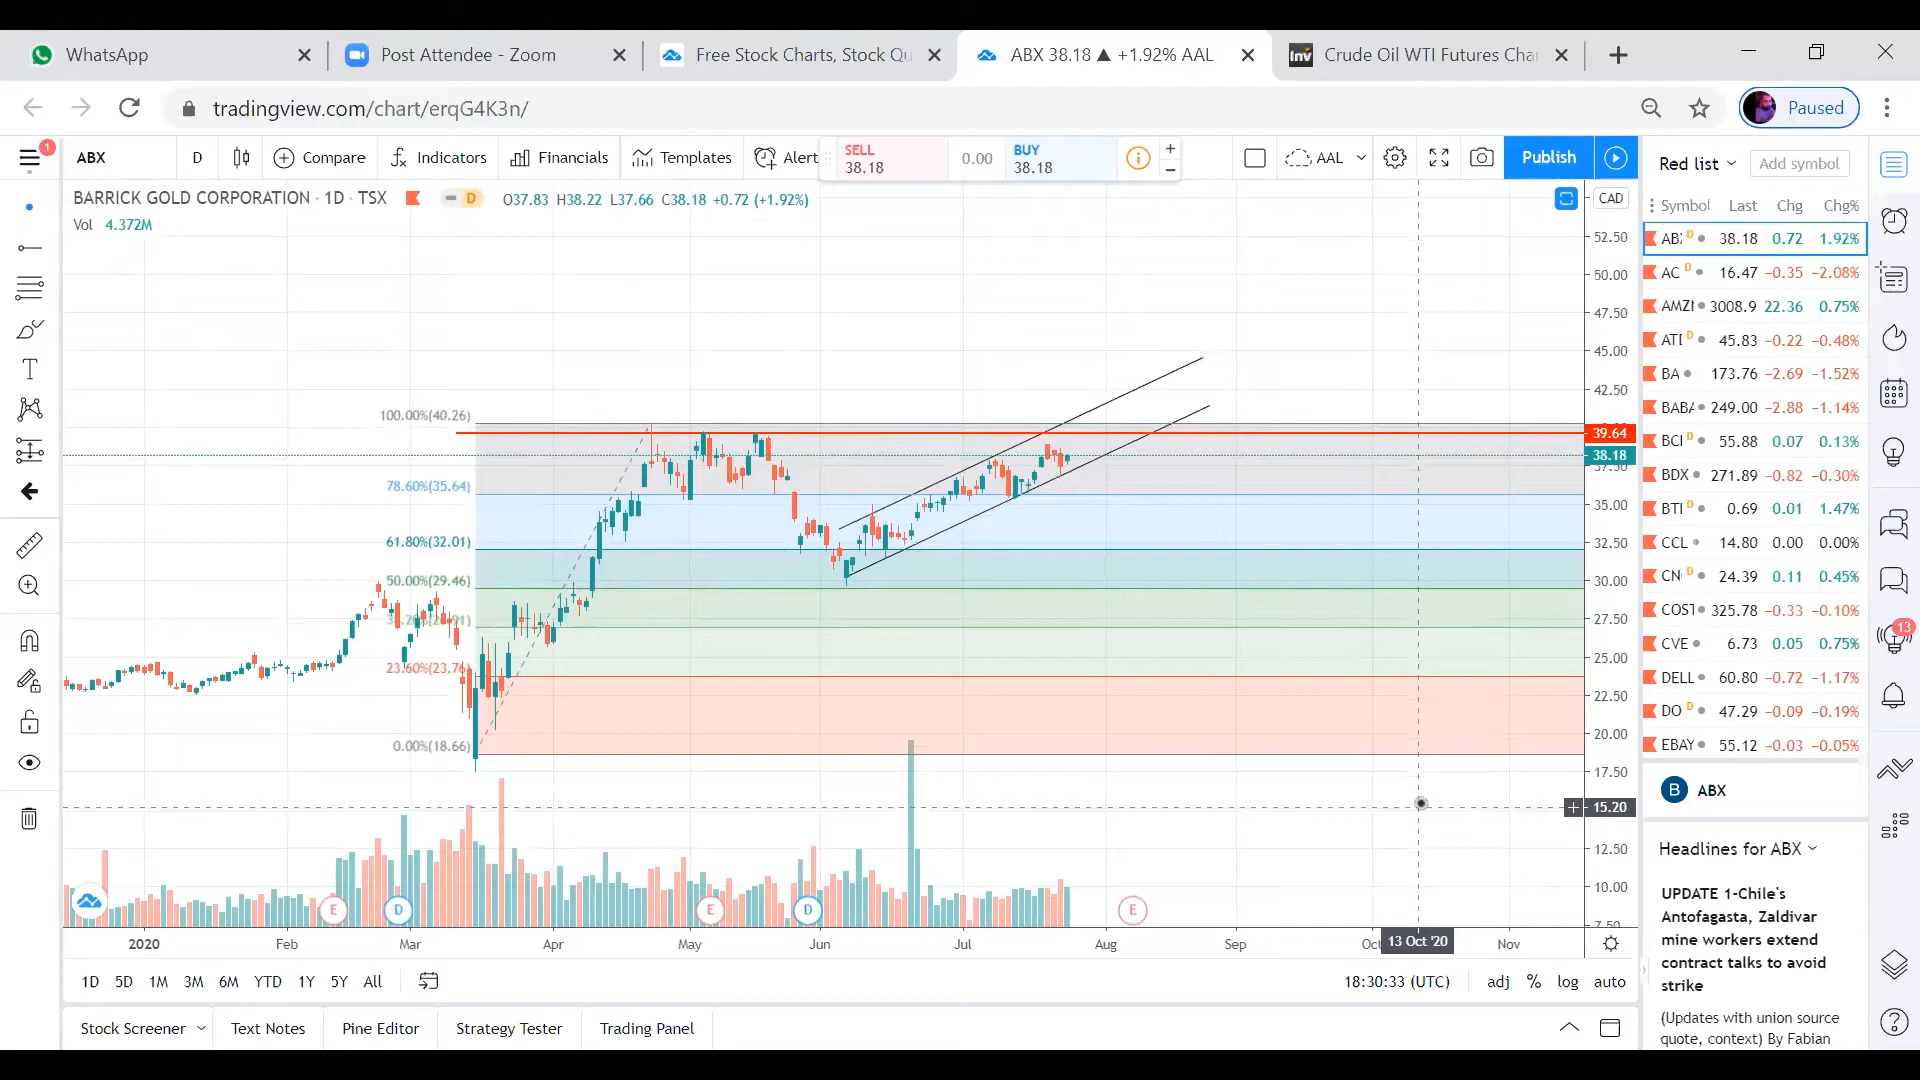 WhatsApp
Post Attendee - Zoom
Free Stock Charts, Stock Qu
ABX 38.18 ▲ +1.92% AAL
Inv Crude Oil WTI Futures Cha
tradingview.com/chart/erqG4K3n/
Paused
1
ABX
D
Compare
Indicators
Financials
Templates
Alert
SELL
38.18
0.00
BUY
38.18
AAL
Publish
Red list
Add symbol
BARRICK GOLD CORPORATION · 1D · TSX
D
O37.83 H38.22 L37.66 C38.18 +0.72 (+1.92%)
Vol 4.372M
CAD
Symbol Last Chg Chg%
D 38.18 0.72 1.92%
AC D 16.47 −0.35 −2.08%
AMZN 3008.9 22.36 0.75%
D 45.83 −0.22 −0.48%
BA 173.76 −2.69 −1.52%
BABA 249.00 −2.88 −1.14%
D 55.88 0.07 0.13%
BDX 271.89 −0.82 −0.30%
D 0.69 0.01 1.47%
CCL 14.80 0.00 0.00%
D 24.39 0.11 0.45%
COST 325.78 −0.33 −0.10%
CVE 6.73 0.05 0.75%
DELL 60.80 −0.72 −1.17%
DO D 47.29 −0.09 −0.19%
EBAY 55.12 −0.03 −0.05%
13
52.50
50.00
47.50
45.00
42.50
39.64
38.18
37.50
35.00
32.50
30.00
27.50
25.00
22.50
20.00
17.50
15.20
12.50
10.00
7.50
100.00%(40.26)
78.60%(35.64)
61.80%(32.01)
50.00%(29.46)
23.60%(23.76)
0.00%(18.66)
E
D
E
D
E
2020
Feb
Mar
Apr
May
Jun
Jul
Aug
Sep
Oct
13 Oct '20
Nov
1D
5D
1M
3M
6M
YTD
1Y
5Y
All
18:30:33 (UTC)
adj
%
log
auto
Stock Screener
Text Notes
Pine Editor
Strategy Tester
Trading Panel
B ABX
Headlines for ABX
UPDATE 1-Chile's
Antofagasta, Zaldivar
mine workers extend
contract talks to avoid
strike
(Updates with union source
quote, context) By Fabian